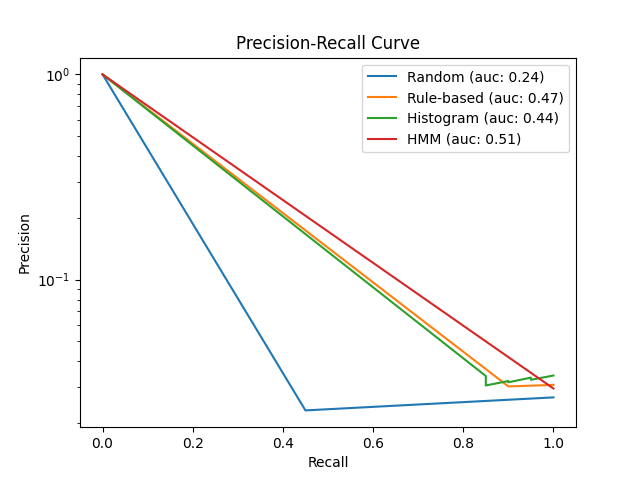 Precision-Recall Curve
Random (auc: 0.24)
Rule-based (auc: 0.47)
Histogram (auc: 0.44)
HMM (auc: 0.51)
Precision
10⁰
10⁻¹
0.0 0.2 0.4 0.6 0.8 1.0
Recall